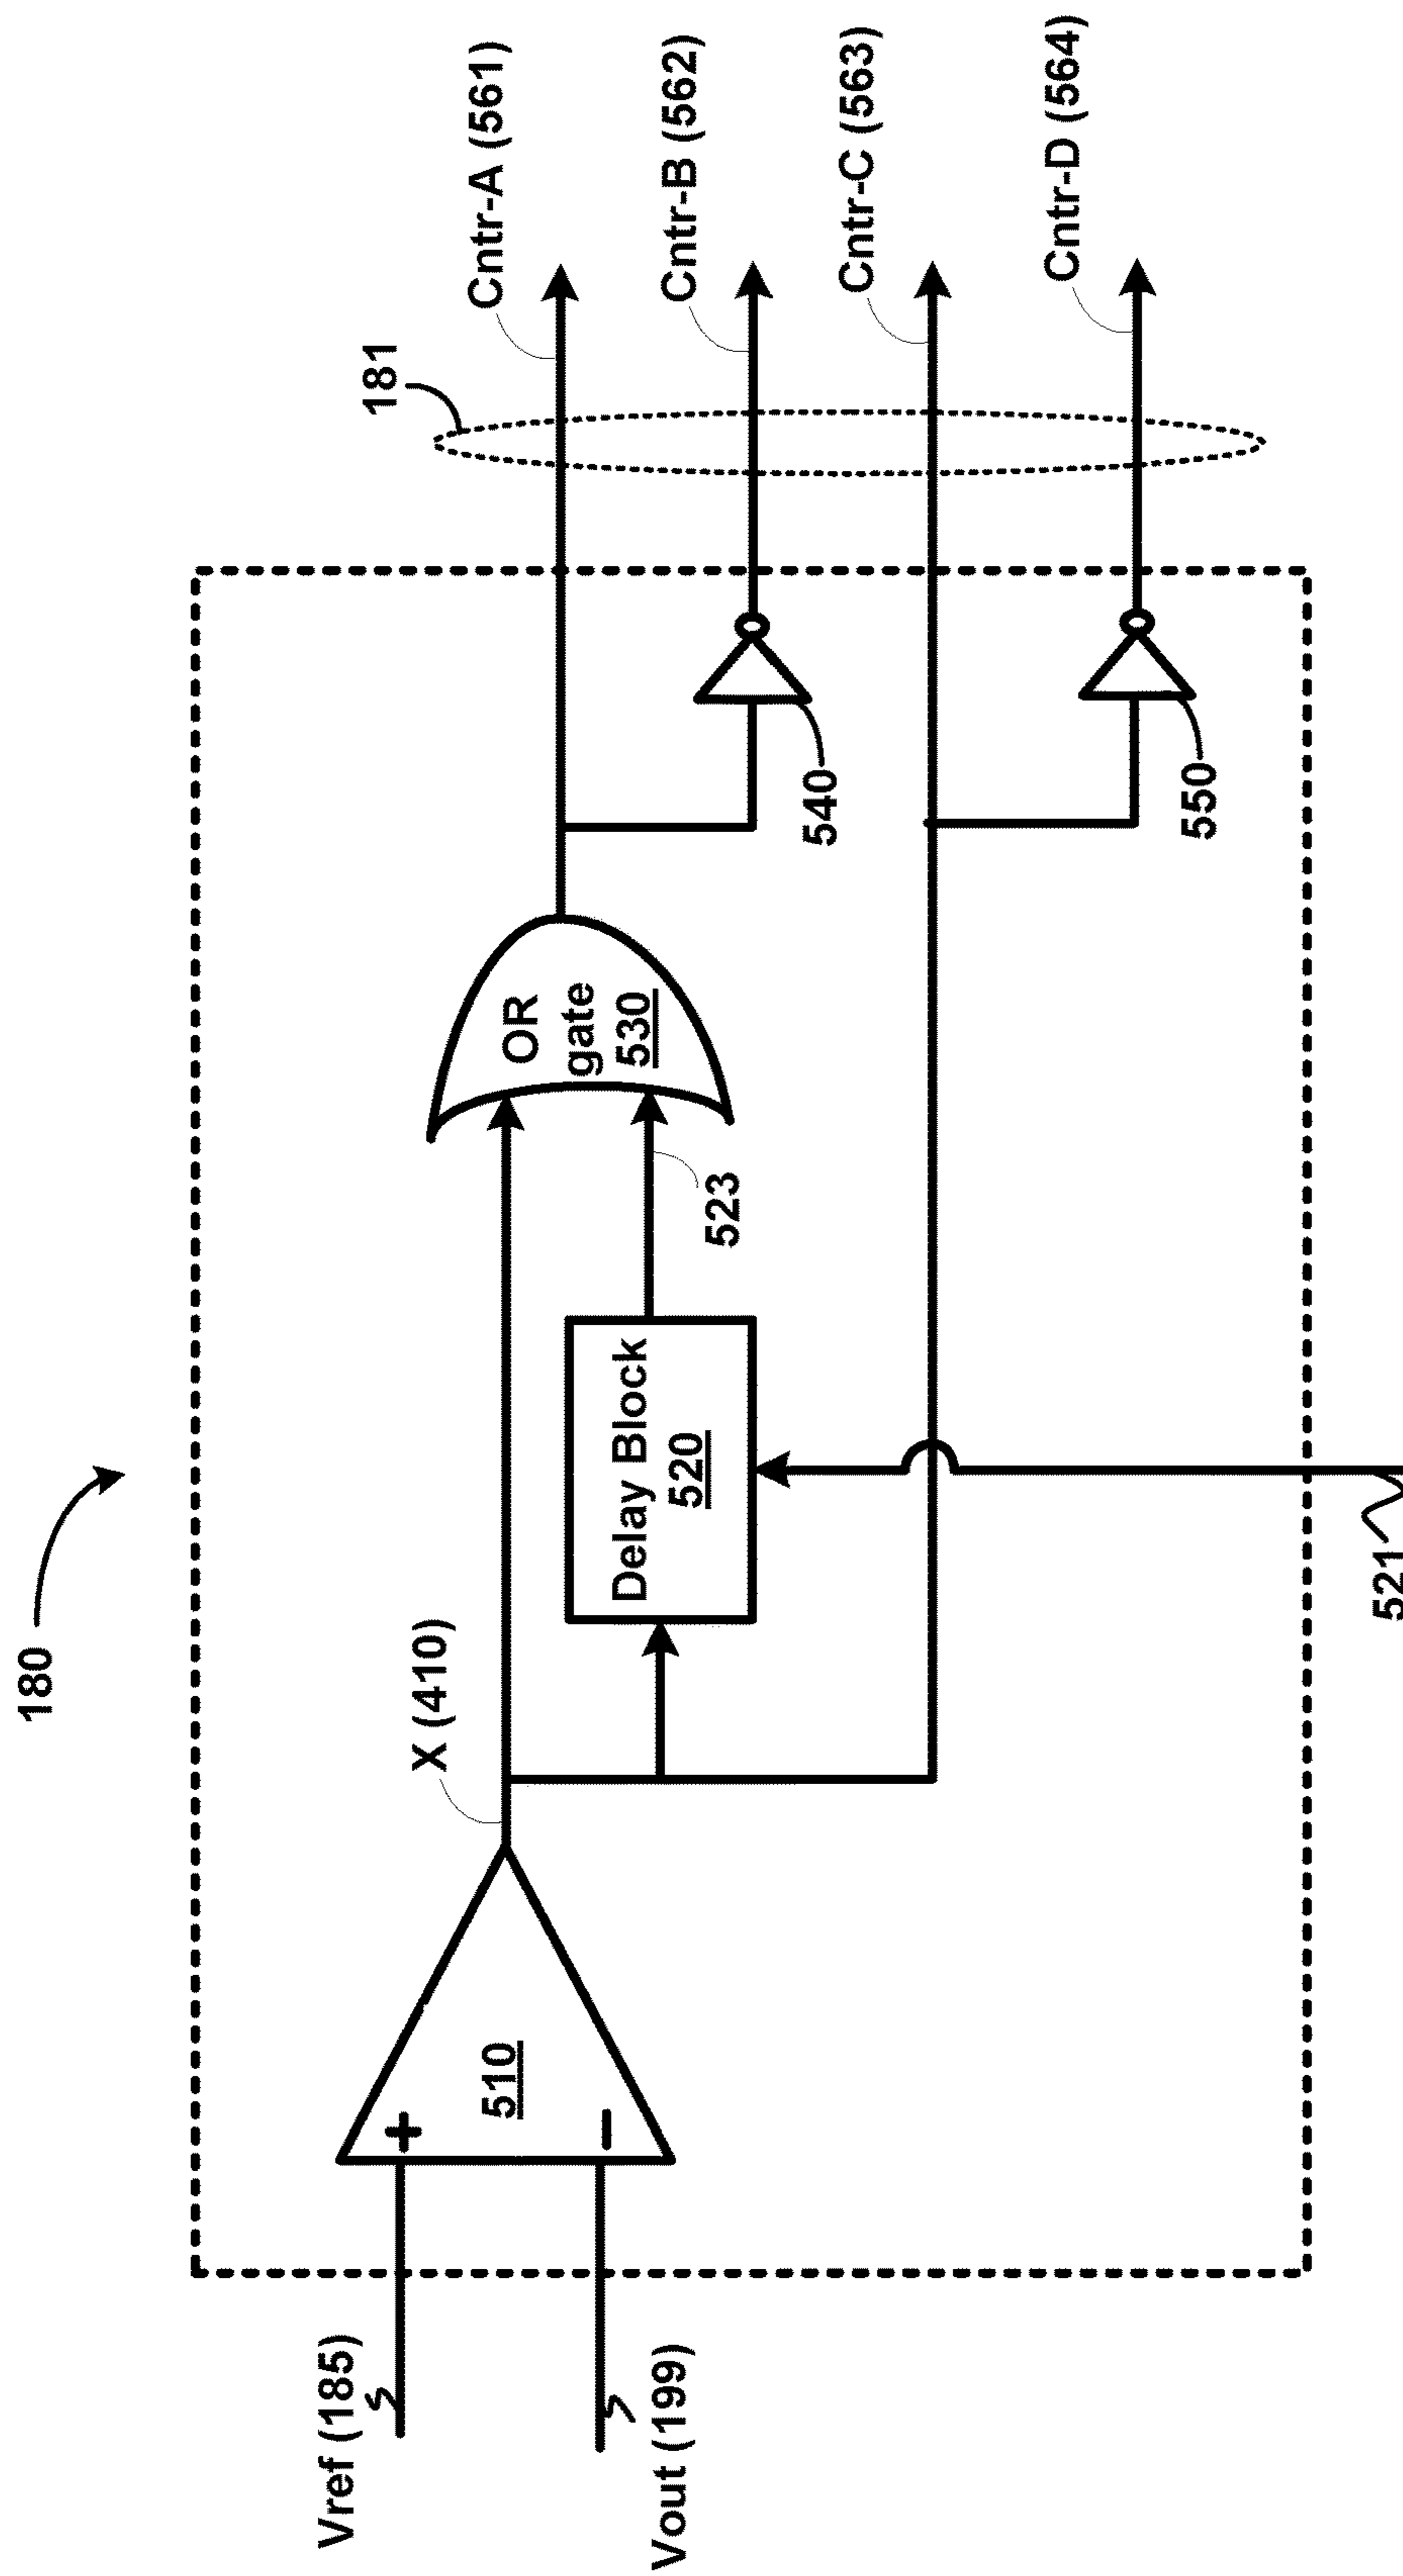 180
181
Cntr-A (561)
Cntr-B (562)
Cntr-C (563)
Cntr-D (564)
Vref (185)
Vout (199)
+
−
510
X (410)
Delay Block
520
521
523
OR
gate
530
540
550